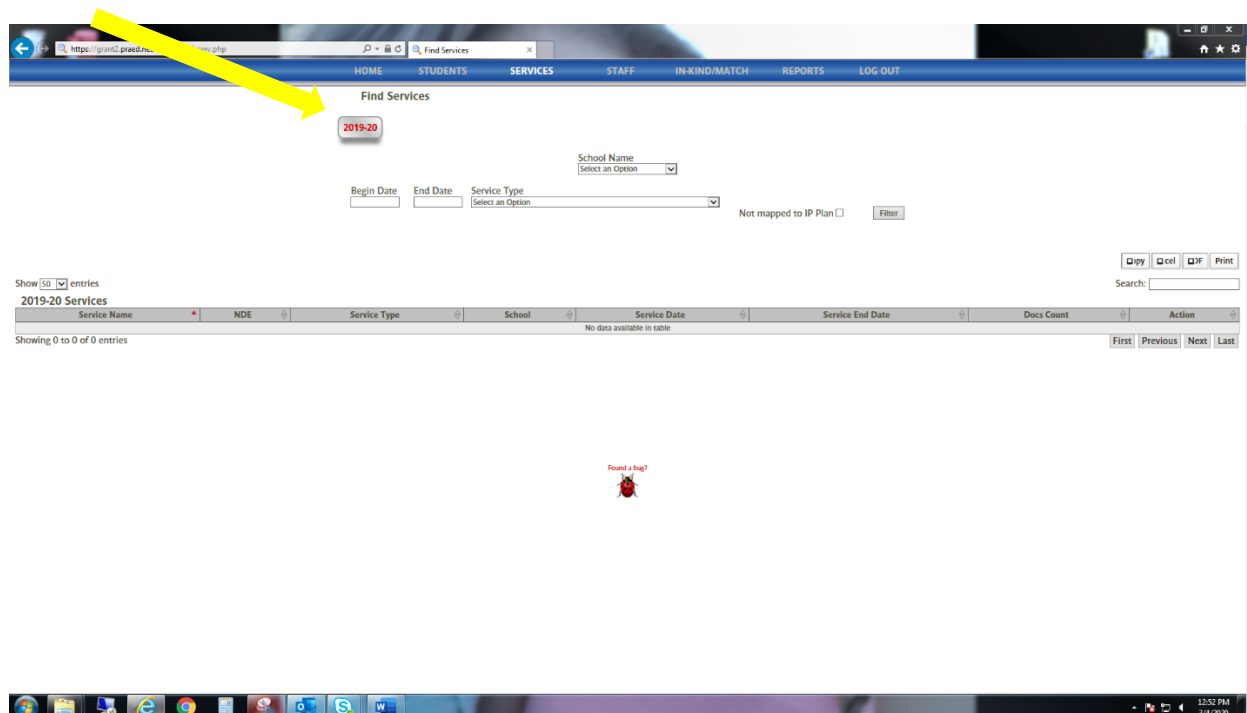 https://grant2.praed.ne
serv.php
Find Services
HOME STUDENTS SERVICES STAFF IN-KIND/MATCH REPORTS LOG OUT
Find Services
2019-20
School Name
Select an Option
Begin Date End Date Service Type
Select an Option
Not mapped to IP Plan Filter
py cel F Print
Show 50 entries Search:
2019-20 Services
Service Name NDE Service Type School Service Date Service End Date Docs Count Action
No data available in table
Showing 0 to 0 of 0 entries First Previous Next Last
Found a bug?
12:52 PM